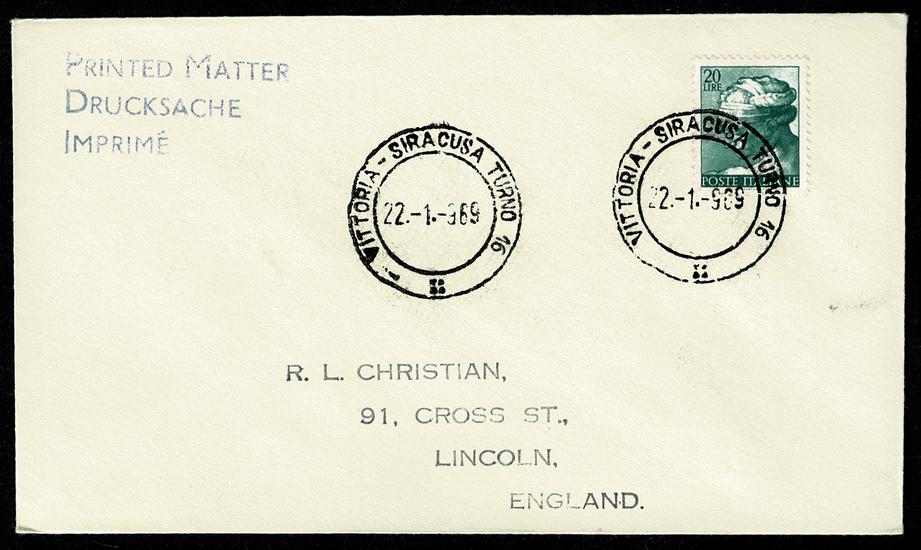 PRINTED MATTER
DRUCKSACHE
IMPRIMÉ
20
LIRE
POSTE ITALIANE
VITTORIA - SIRACUSA TURNO 16
22.-1.-969
VITTORIA - SIRACUSA TURNO 16
22.-1.-969
R. L. CHRISTIAN,
91, CROSS ST.,
LINCOLN,
ENGLAND.